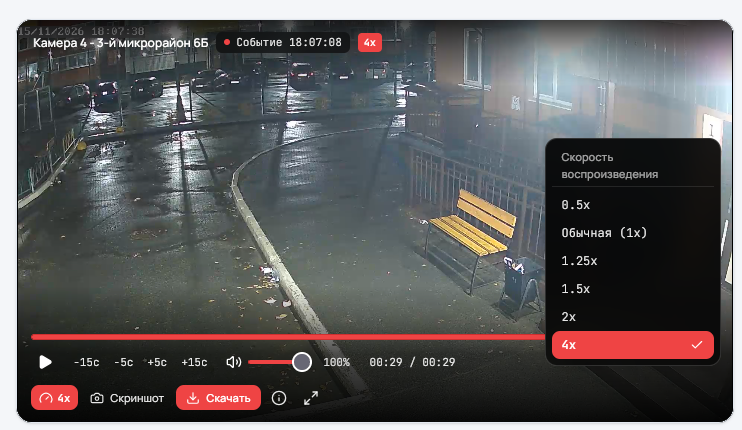 15/11/2026 18:07:38
Камера 4 - 3-й микрорайон 6Б
Событие 18:07:08
4x
Скорость
воспроизведения
0.5x
Обычная (1x)
1.25x
1.5x
2x
4x
-15с -5с +5с +15с 100% 00:29 / 00:29
4x Скриншот Скачать